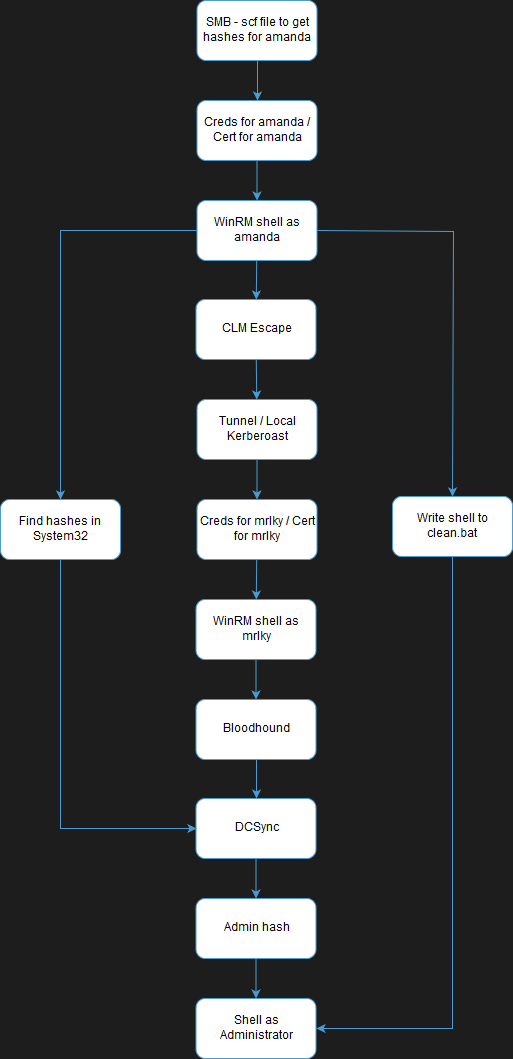 SMB - scf file to get
hashes for amanda
Creds for amanda /
Cert for amanda
WinRM shell as
amanda
CLM Escape
Tunnel / Local
Kerberoast
Find hashes in
System32
Creds for mrlky / Cert
for mrlky
Write shell to
clean.bat
WinRM shell as
mrlky
Bloodhound
DCSync
Admin hash
Shell as
Administrator